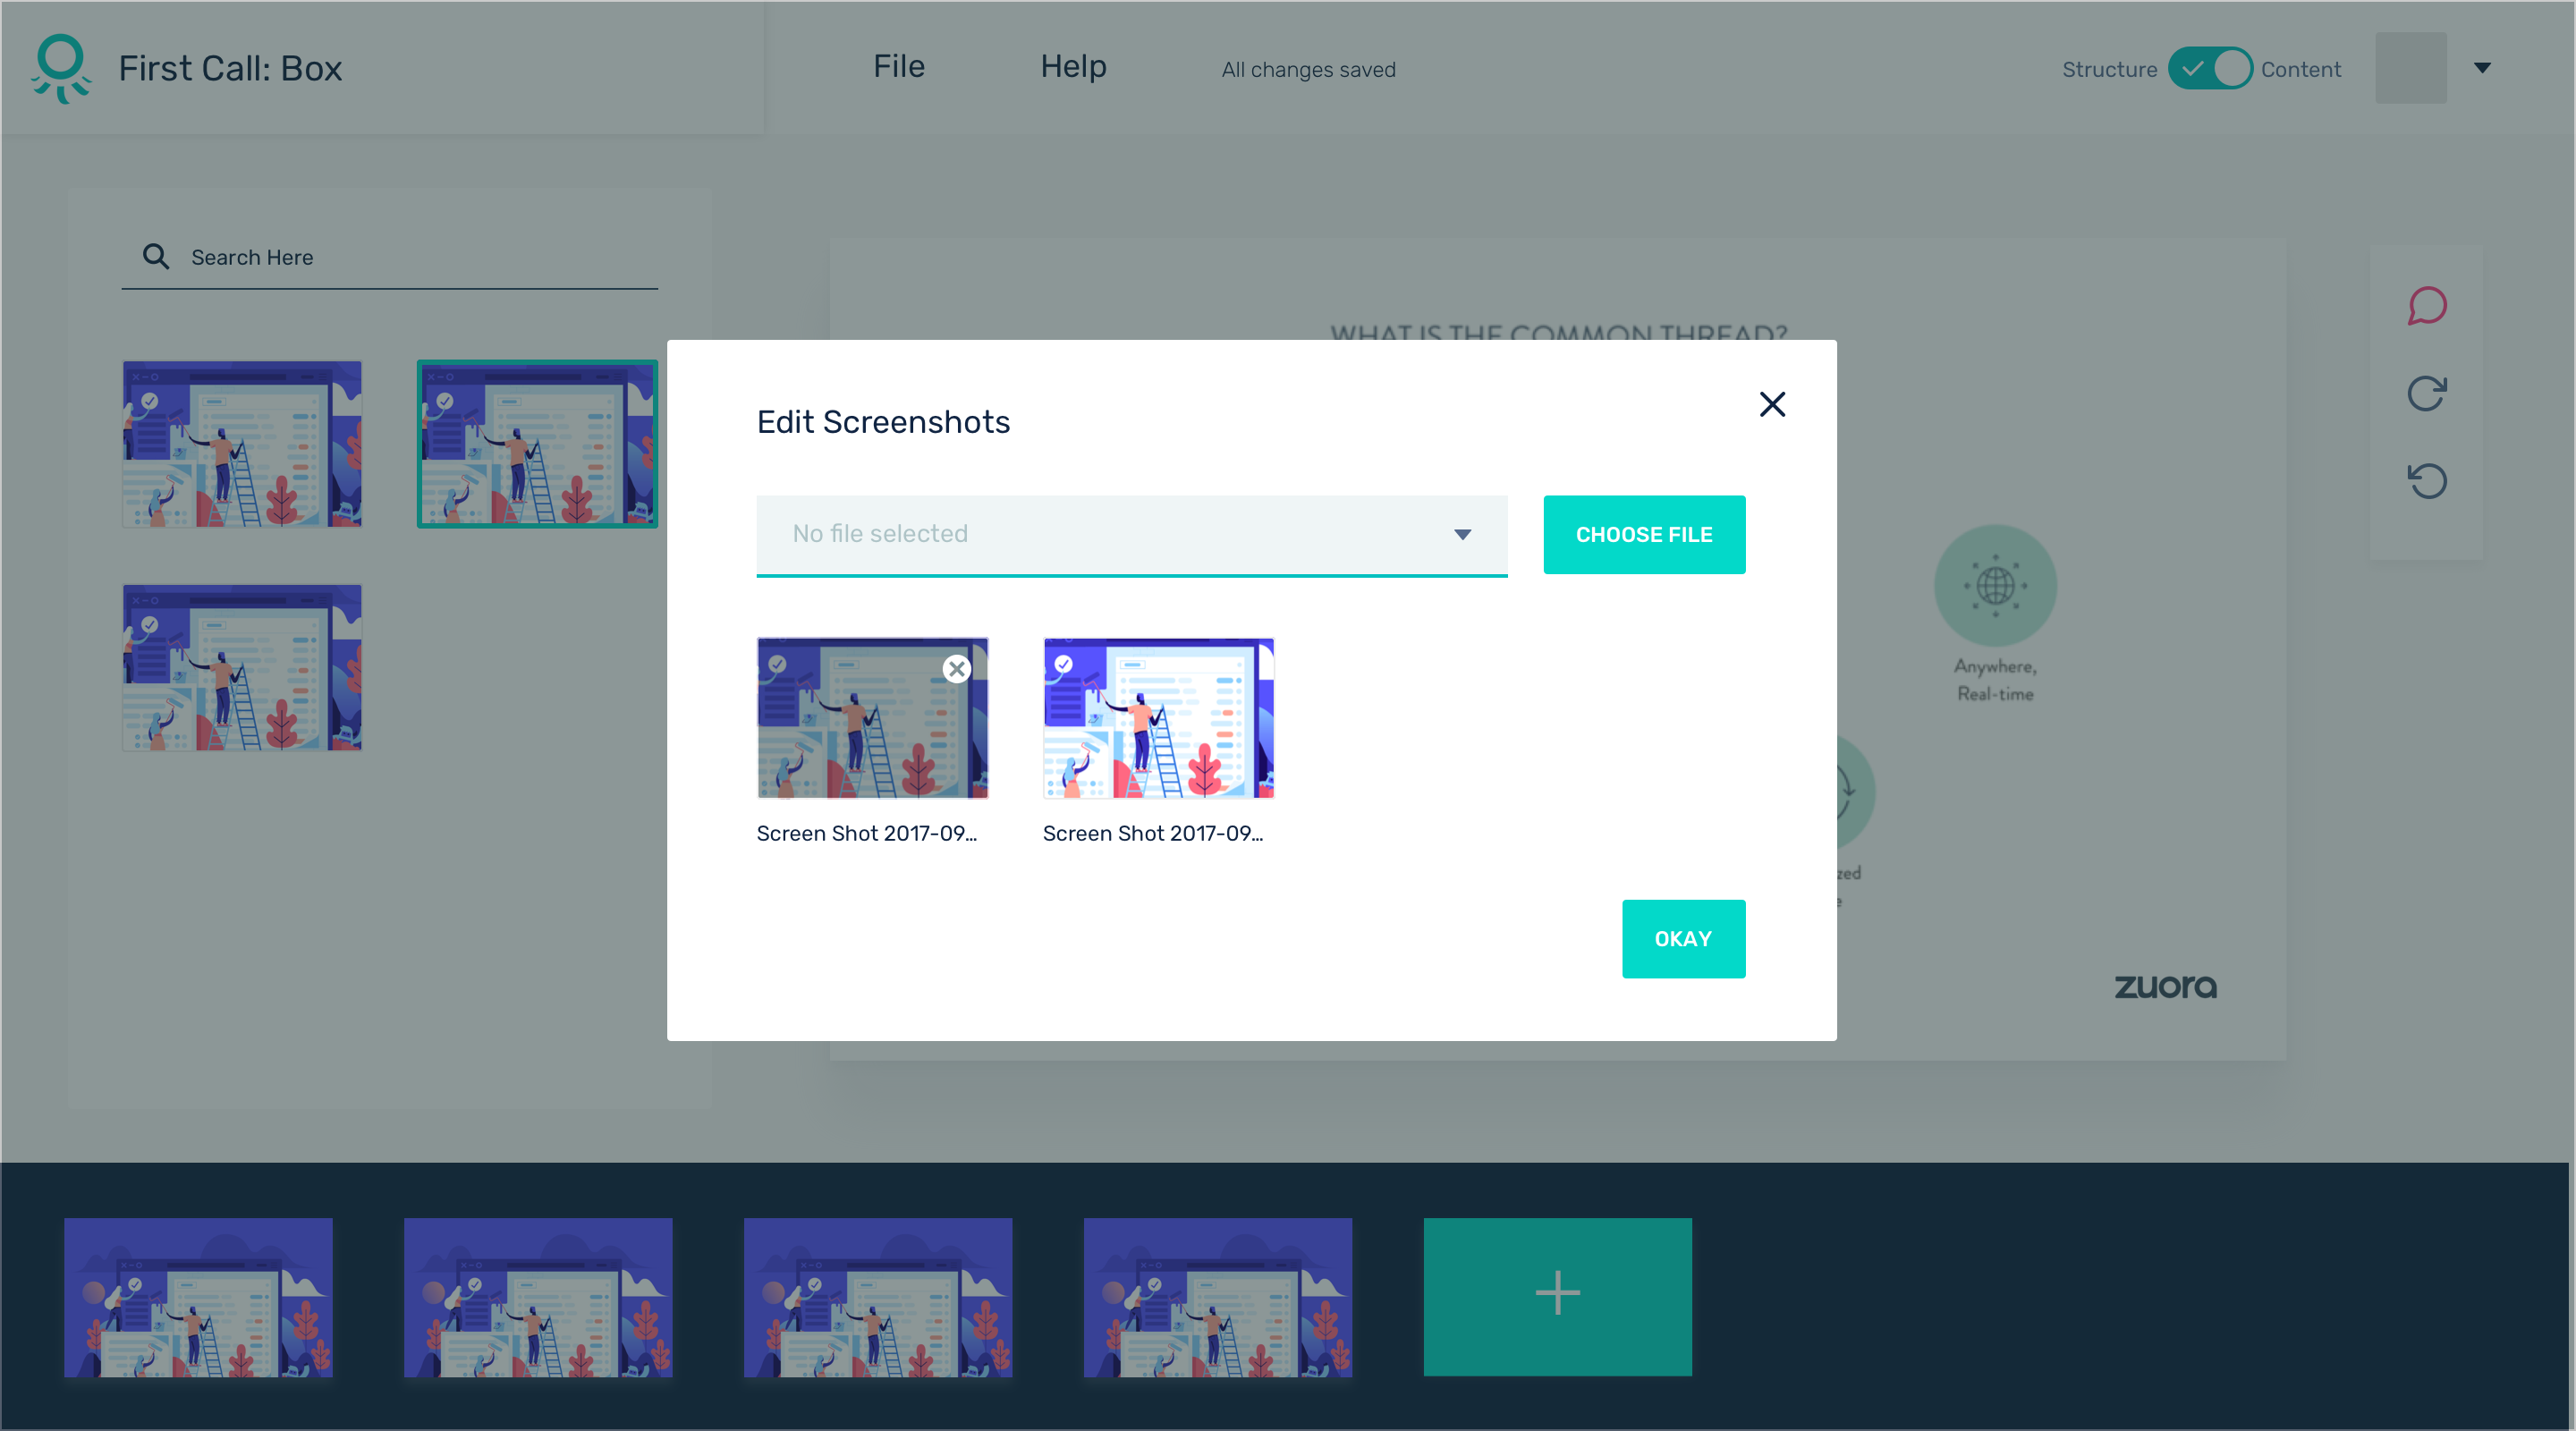 First Call: Box
File
Help
All changes saved
Structure
Content
Search Here
WHAT IS THE COMMON THREAD?
Edit Screenshots
No file selected
CHOOSE FILE
Anywhere,
Real-time
Screen Shot 2017-09...
Screen Shot 2017-09...
zed
e
OKAY
zuora